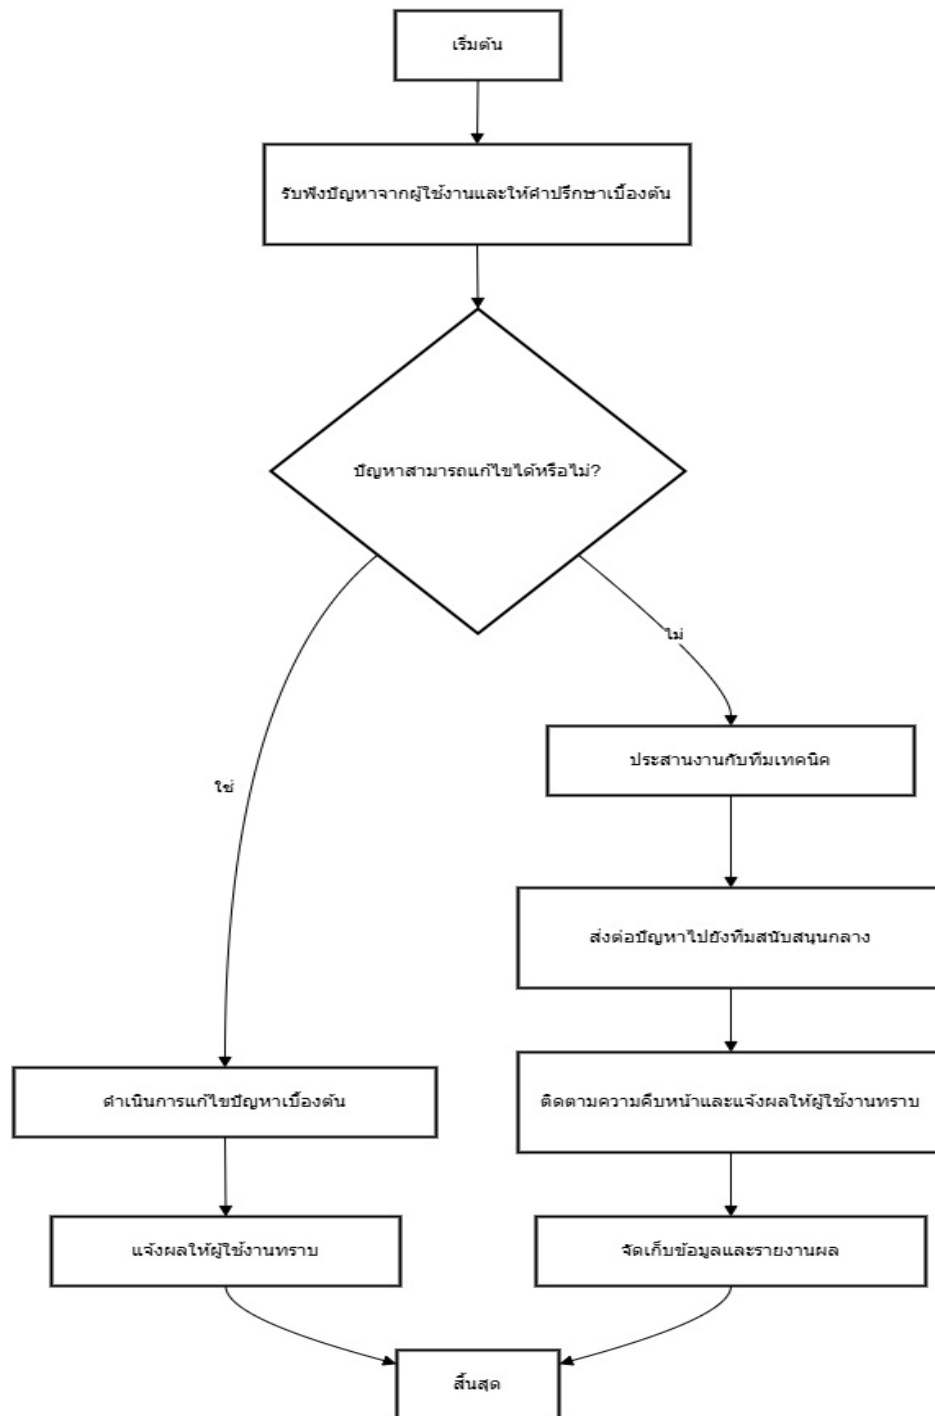 เริ่มต้น
รับฟังปัญหาจากผู้ใช้งานและให้คำปรึกษาเบื้องต้น
ปัญหาสามารถแก้ไขได้หรือไม่?
ไม่
ประสานงานกับทีมเทคนิค
ใช่
ส่งต่อปัญหาไปยังทีมสนับสนุนกลาง
ติดตามความคืบหน้าและแจ้งผลให้ผู้ใช้งานทราบ
ดำเนินการแก้ไขปัญหาเบื้องต้น
แจ้งผลให้ผู้ใช้งานทราบ
จัดเก็บข้อมูลและรายงานผล
สิ้นสุด